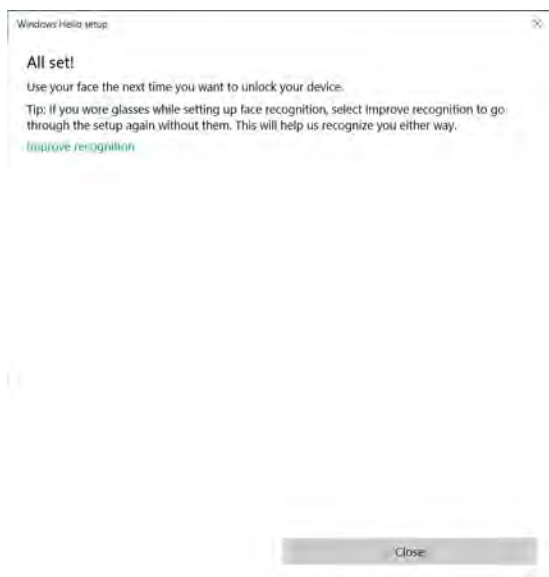 Windows Hello setup
All set!
Use your face the next time you want to unlock your device.
Tip: If you wore glasses while setting up face recognition, select Improve recognition to go
through the setup again without them. This will help us recognize you either way.
Improve recognition
Close